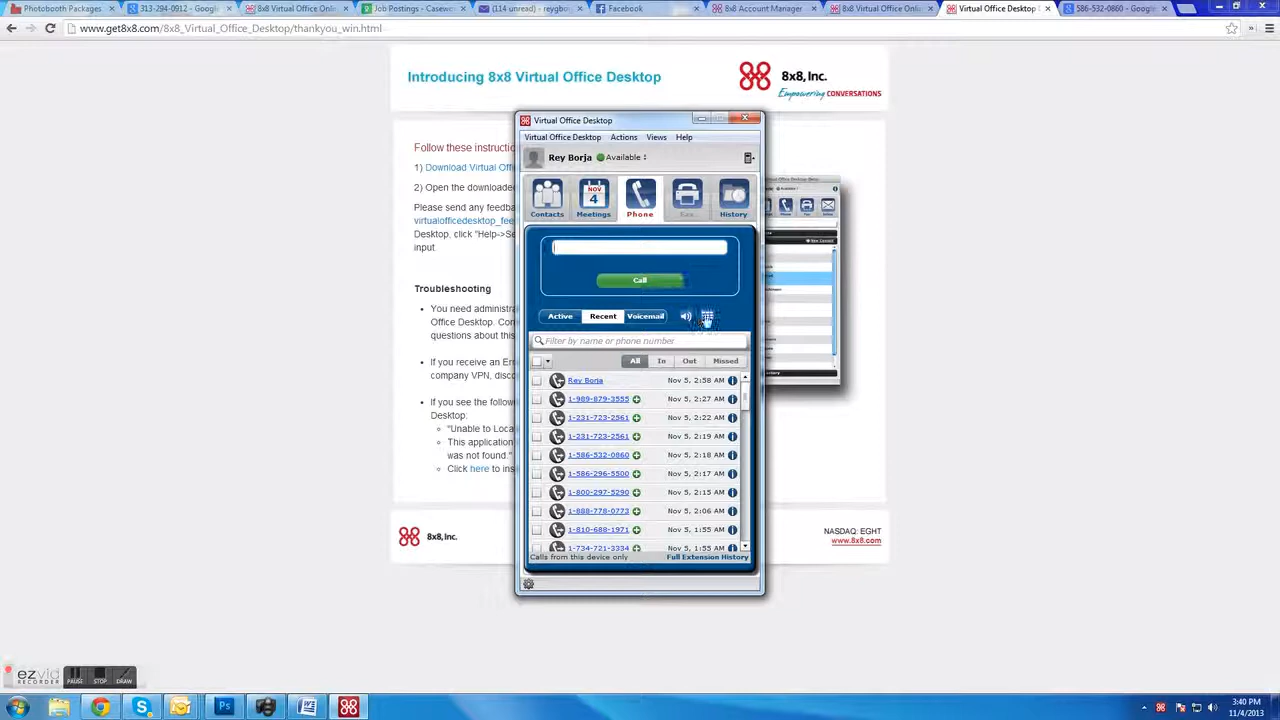 Photobooth Packages
313-294-0912 - Google
8x8 Virtual Office Onli
Job Postings - Casewo
(114 unread) - reygbo
Facebook
8x8 Account Manager
8x8 Virtual Office Onli
Virtual Office Desktop
586-532-0860 - Google
www.get8x8.com/8x8_Virtual_Office_Desktop/thankyou_win.html
Introducing 8x8 Virtual Office Desktop
8x8, Inc.
Empowering CONVERSATIONS
Follow these instructi
1) Download Virtual Offi
2) Open the downloade
Please send any feedba
virtualofficedesktop_fee
Desktop, click "Help->Se
input.
Troubleshooting
You need administra
Office Desktop. Con
questions about this
If you receive an Erro
company VPN, disco
If you see the follow
Desktop:
"Unable to Loca
This application
was not found."
Click here to ins
Virtual Office Desktop
Virtual Office Desktop Actions Views Help
Rey Borja Available
NOV
4
Contacts Meetings Phone Fax History
Call
Active Recent Voicemail
Filter by name or phone number
All In Out Missed
Rey Borja Nov 5, 2:58 AM
1-989-879-3555 Nov 5, 2:27 AM
1-231-723-2561 Nov 5, 2:22 AM
1-231-723-2561 Nov 5, 2:19 AM
1-586-532-0860 Nov 5, 2:18 AM
1-586-296-5500 Nov 5, 2:17 AM
1-800-297-5290 Nov 5, 2:15 AM
1-888-778-0773 Nov 5, 2:06 AM
1-810-688-1971 Nov 5, 1:55 AM
1-734-721-3334 Nov 5, 1:55 AM
Calls from this device only Full Extension History
8x8, Inc.
NASDAQ: EGHT
www.8x8.com
ezvid
RECORDER
PAUSE STOP DRAW
3:40 PM
11/4/2013